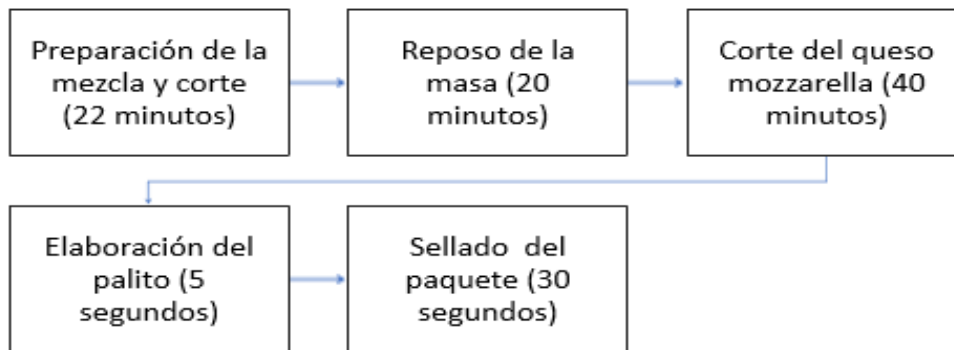 Preparación de la
mezcla y corte
(22 minutos)
Reposo de la
masa (20
minutos)
Corte del queso
mozzarella (40
minutos)
Elaboración del
palito (5
segundos)
Sellado del
paquete (30
segundos)